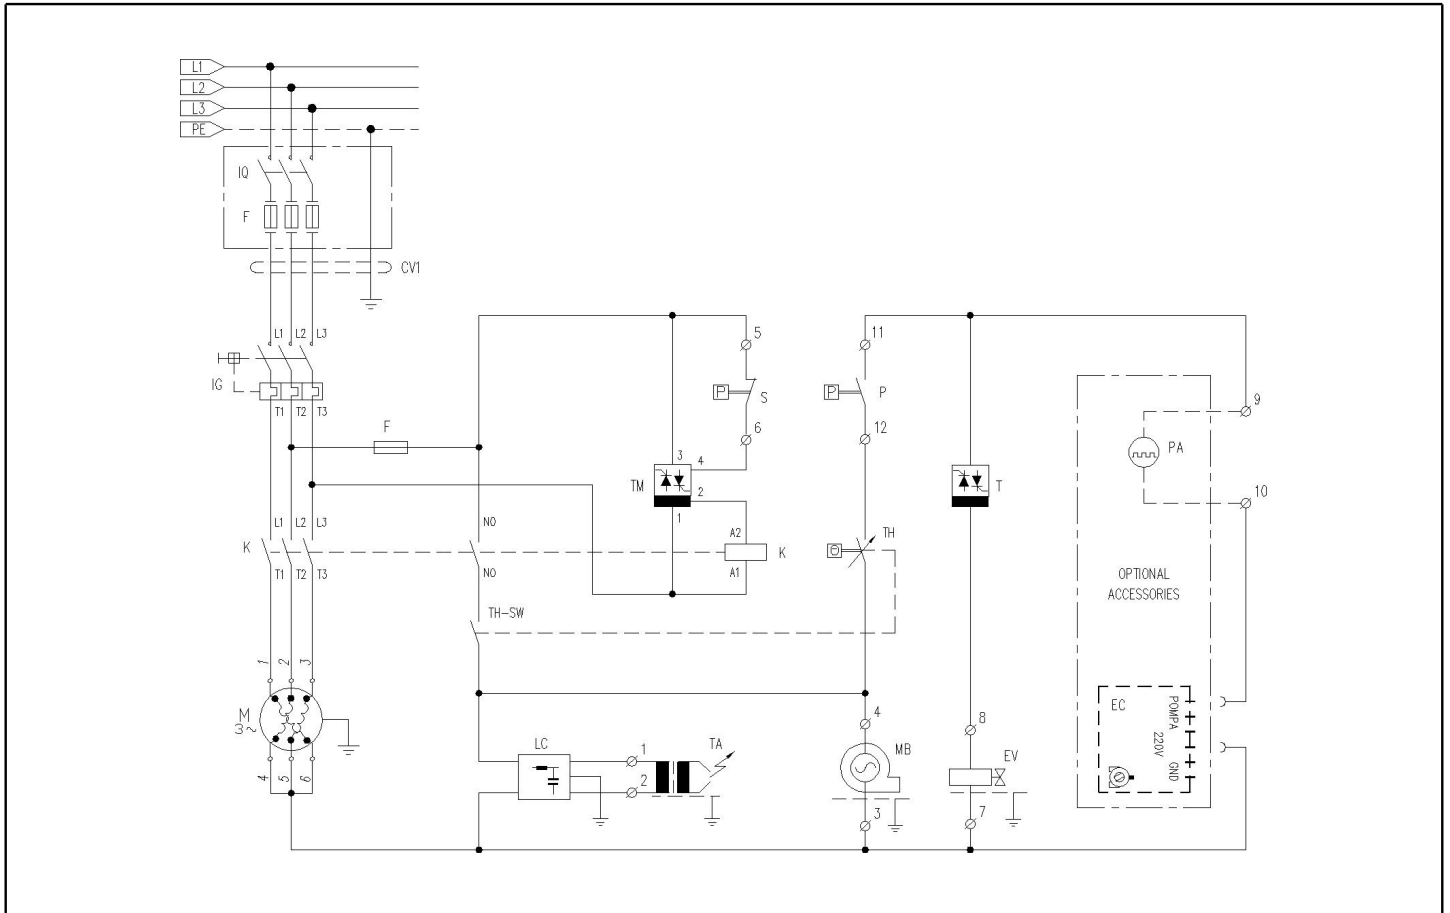 L1
L2
L3
PE
IQ
F
CV1
L1 L2 L3
IG
T1 T2 T3
F
5
S
6
3
4
TM
2
1
NO
A2
K
A1
NO
TH-SW
L1 L2 L3
K
T1 T2 T3
1 2 3
M
3~
4 5 6
LC
1
2
TA
11
P
P
P
12
Θ
TH
4
MB
3
T
8
EV
7
9
PA
10
OPTIONAL
ACCESSORIES
EC
POMPA
220V
GND